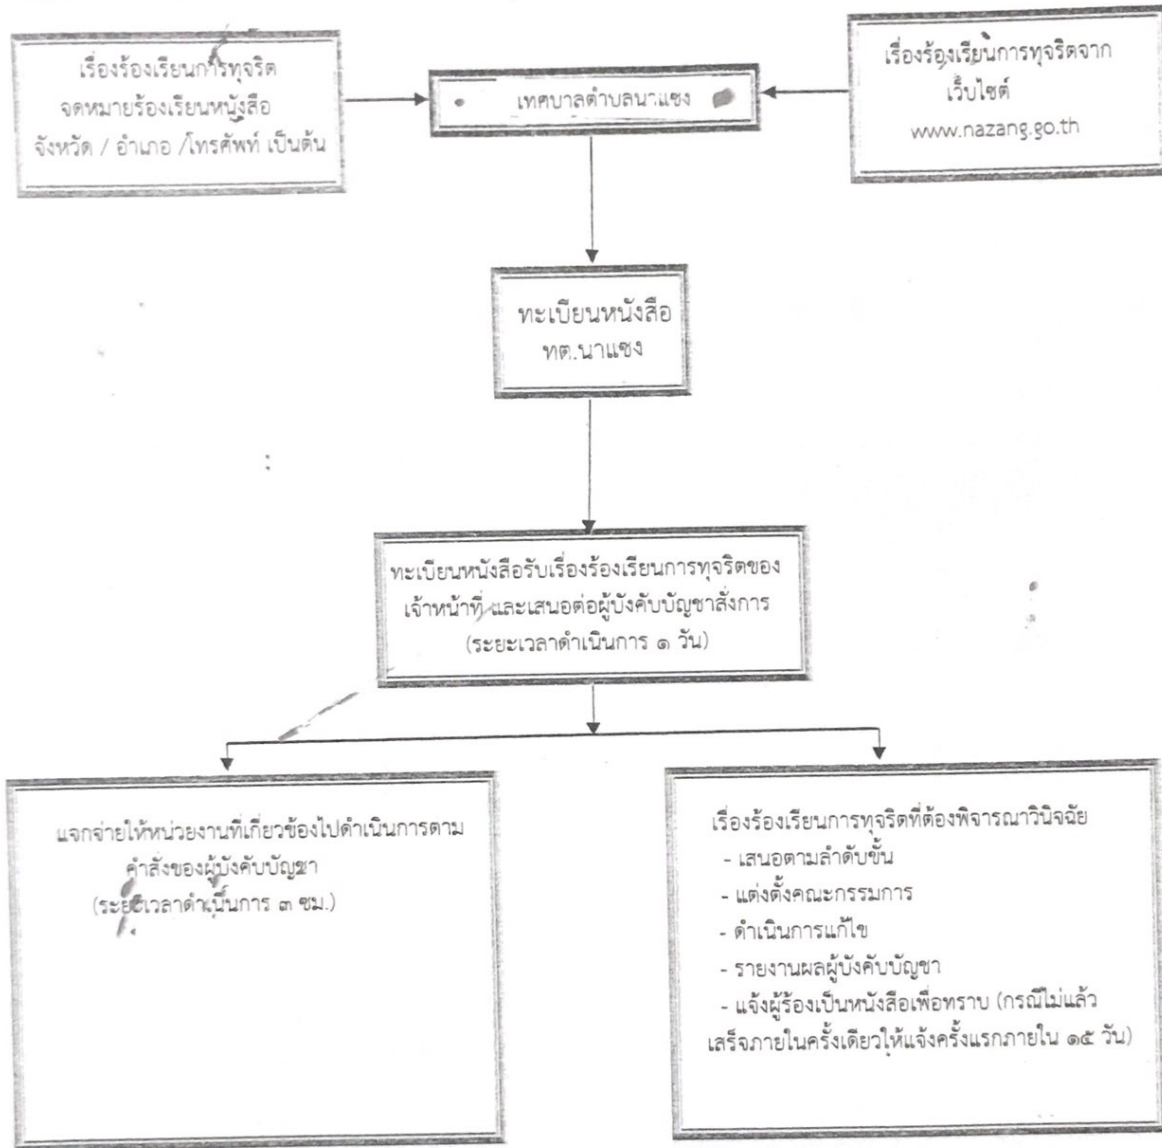 เรื่องร้องเรียนการทุจริต
จดหมายร้องเรียนหนังสือ
จังหวัด / อำเภอ /โทรศัพท์ เป็นต้น
เทศบาลตำบลนาแซง
เรื่องร้องเรียนการทุจริตจาก
เว็บไซต์
www.nazang.go.th
ทะเบียนหนังสือ
ทต.นาแซง
ทะเบียนหนังสือรับเรื่องร้องเรียนการทุจริตของ
เจ้าหน้าที่ และเสนอต่อผู้บังคับบัญชาสั่งการ
(ระยะเวลาดำเนินการ ๑ วัน)
แจกจ่ายให้หน่วยงานที่เกี่ยวข้องไปดำเนินการตาม
คำสั่งของผู้บังคับบัญชา
(ระยะเวลาดำเนินการ ๓ ชม.)
เรื่องร้องเรียนการทุจริตที่ต้องพิจารณาวินิจฉัย
- เสนอตามลำดับขั้น
- แต่งตั้งคณะกรรมการ
- ดำเนินการแก้ไข
- รายงานผลผู้บังคับบัญชา
- แจ้งผู้ร้องเป็นหนังสือเพื่อทราบ (กรณีไม่แล้ว
เสร็จภายในครั้งเดียวให้แจ้งครั้งแรกภายใน ๑๕ วัน)